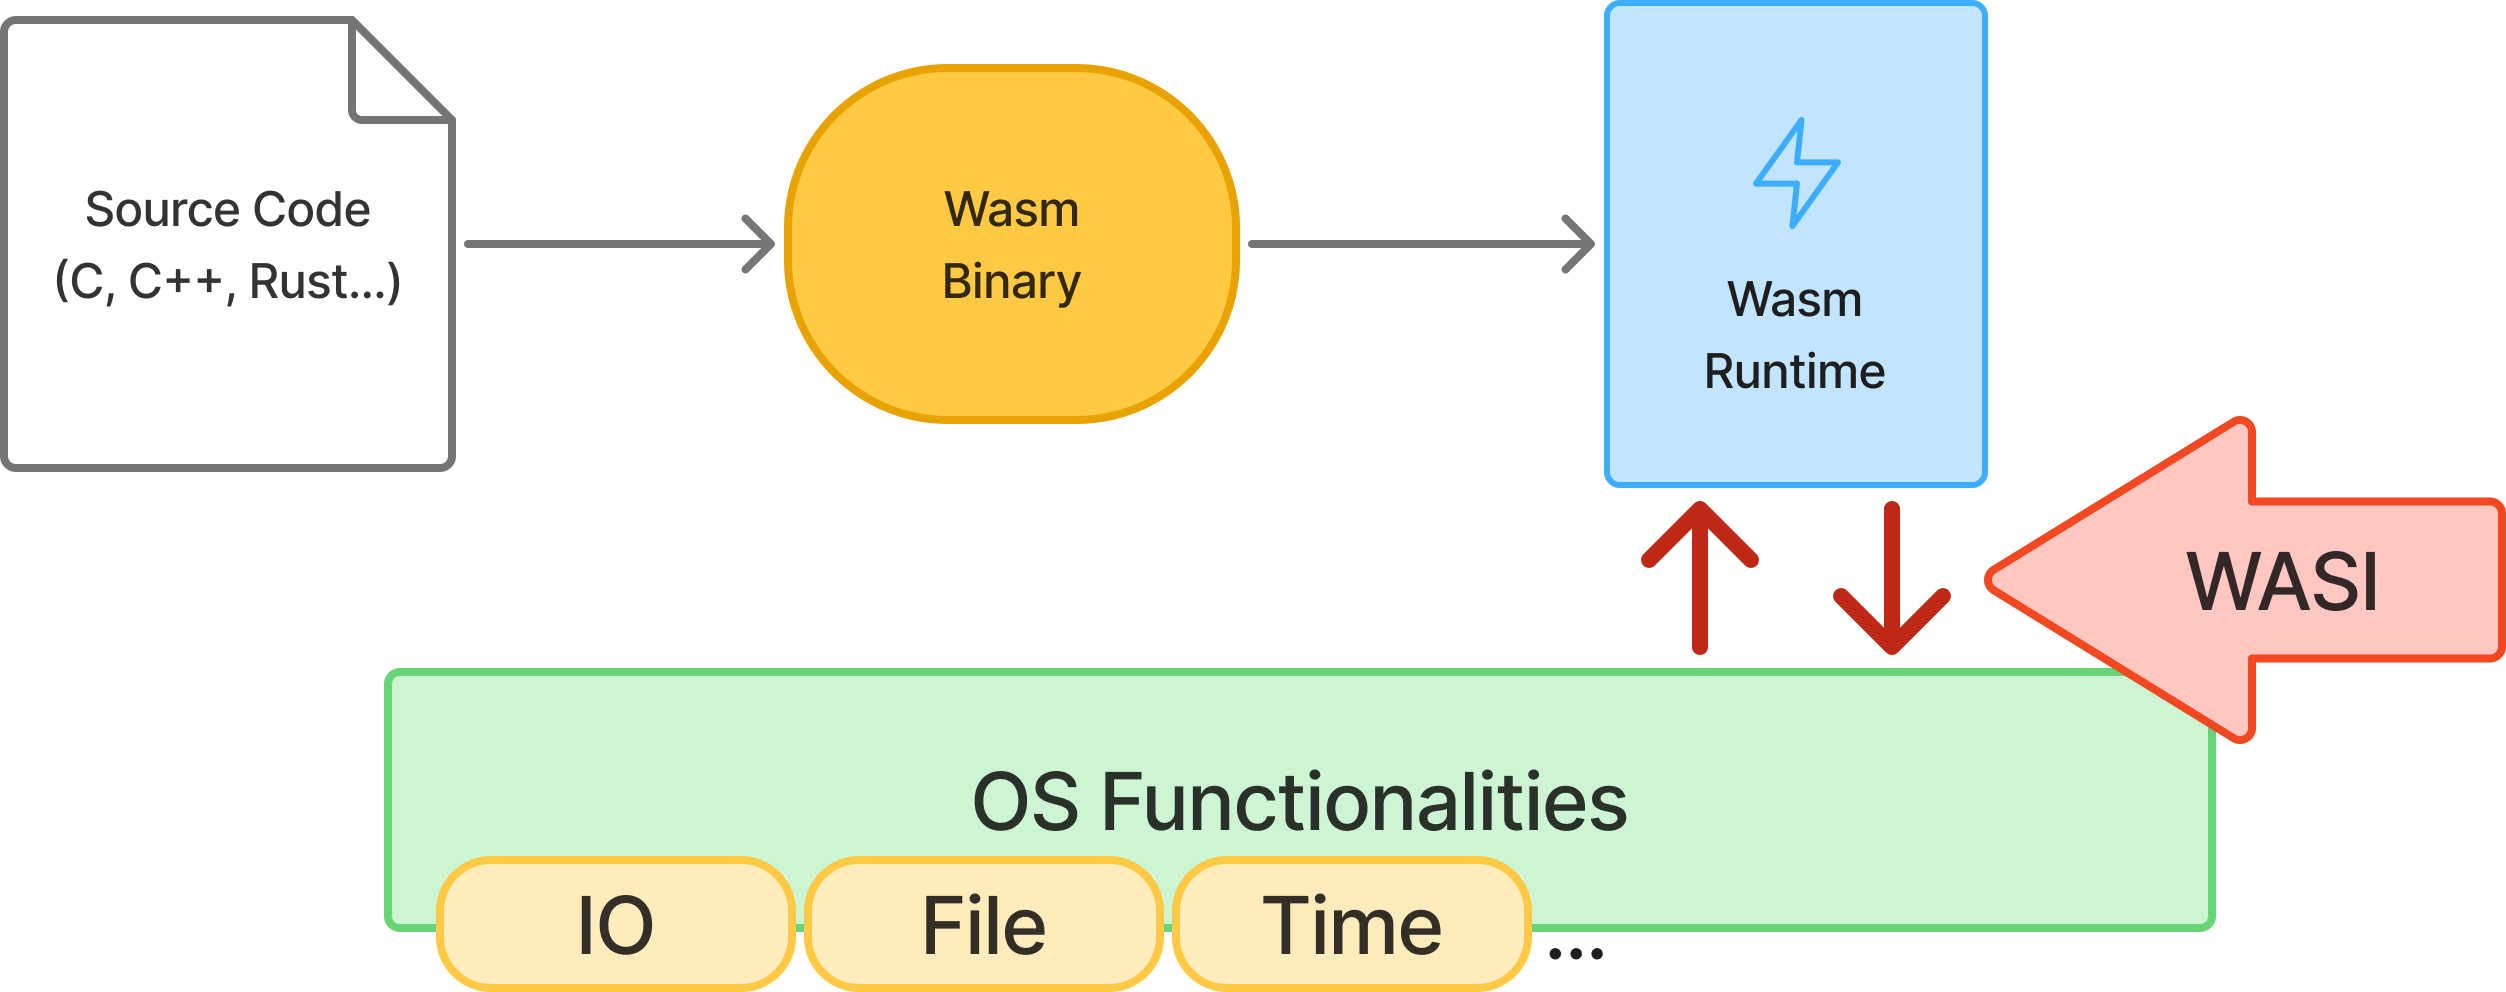 Source Code
(C, C++, Rust...)
Wasm
Binary
Wasm
Runtime
WASI
OS Functionalities
IO
File
Time
...